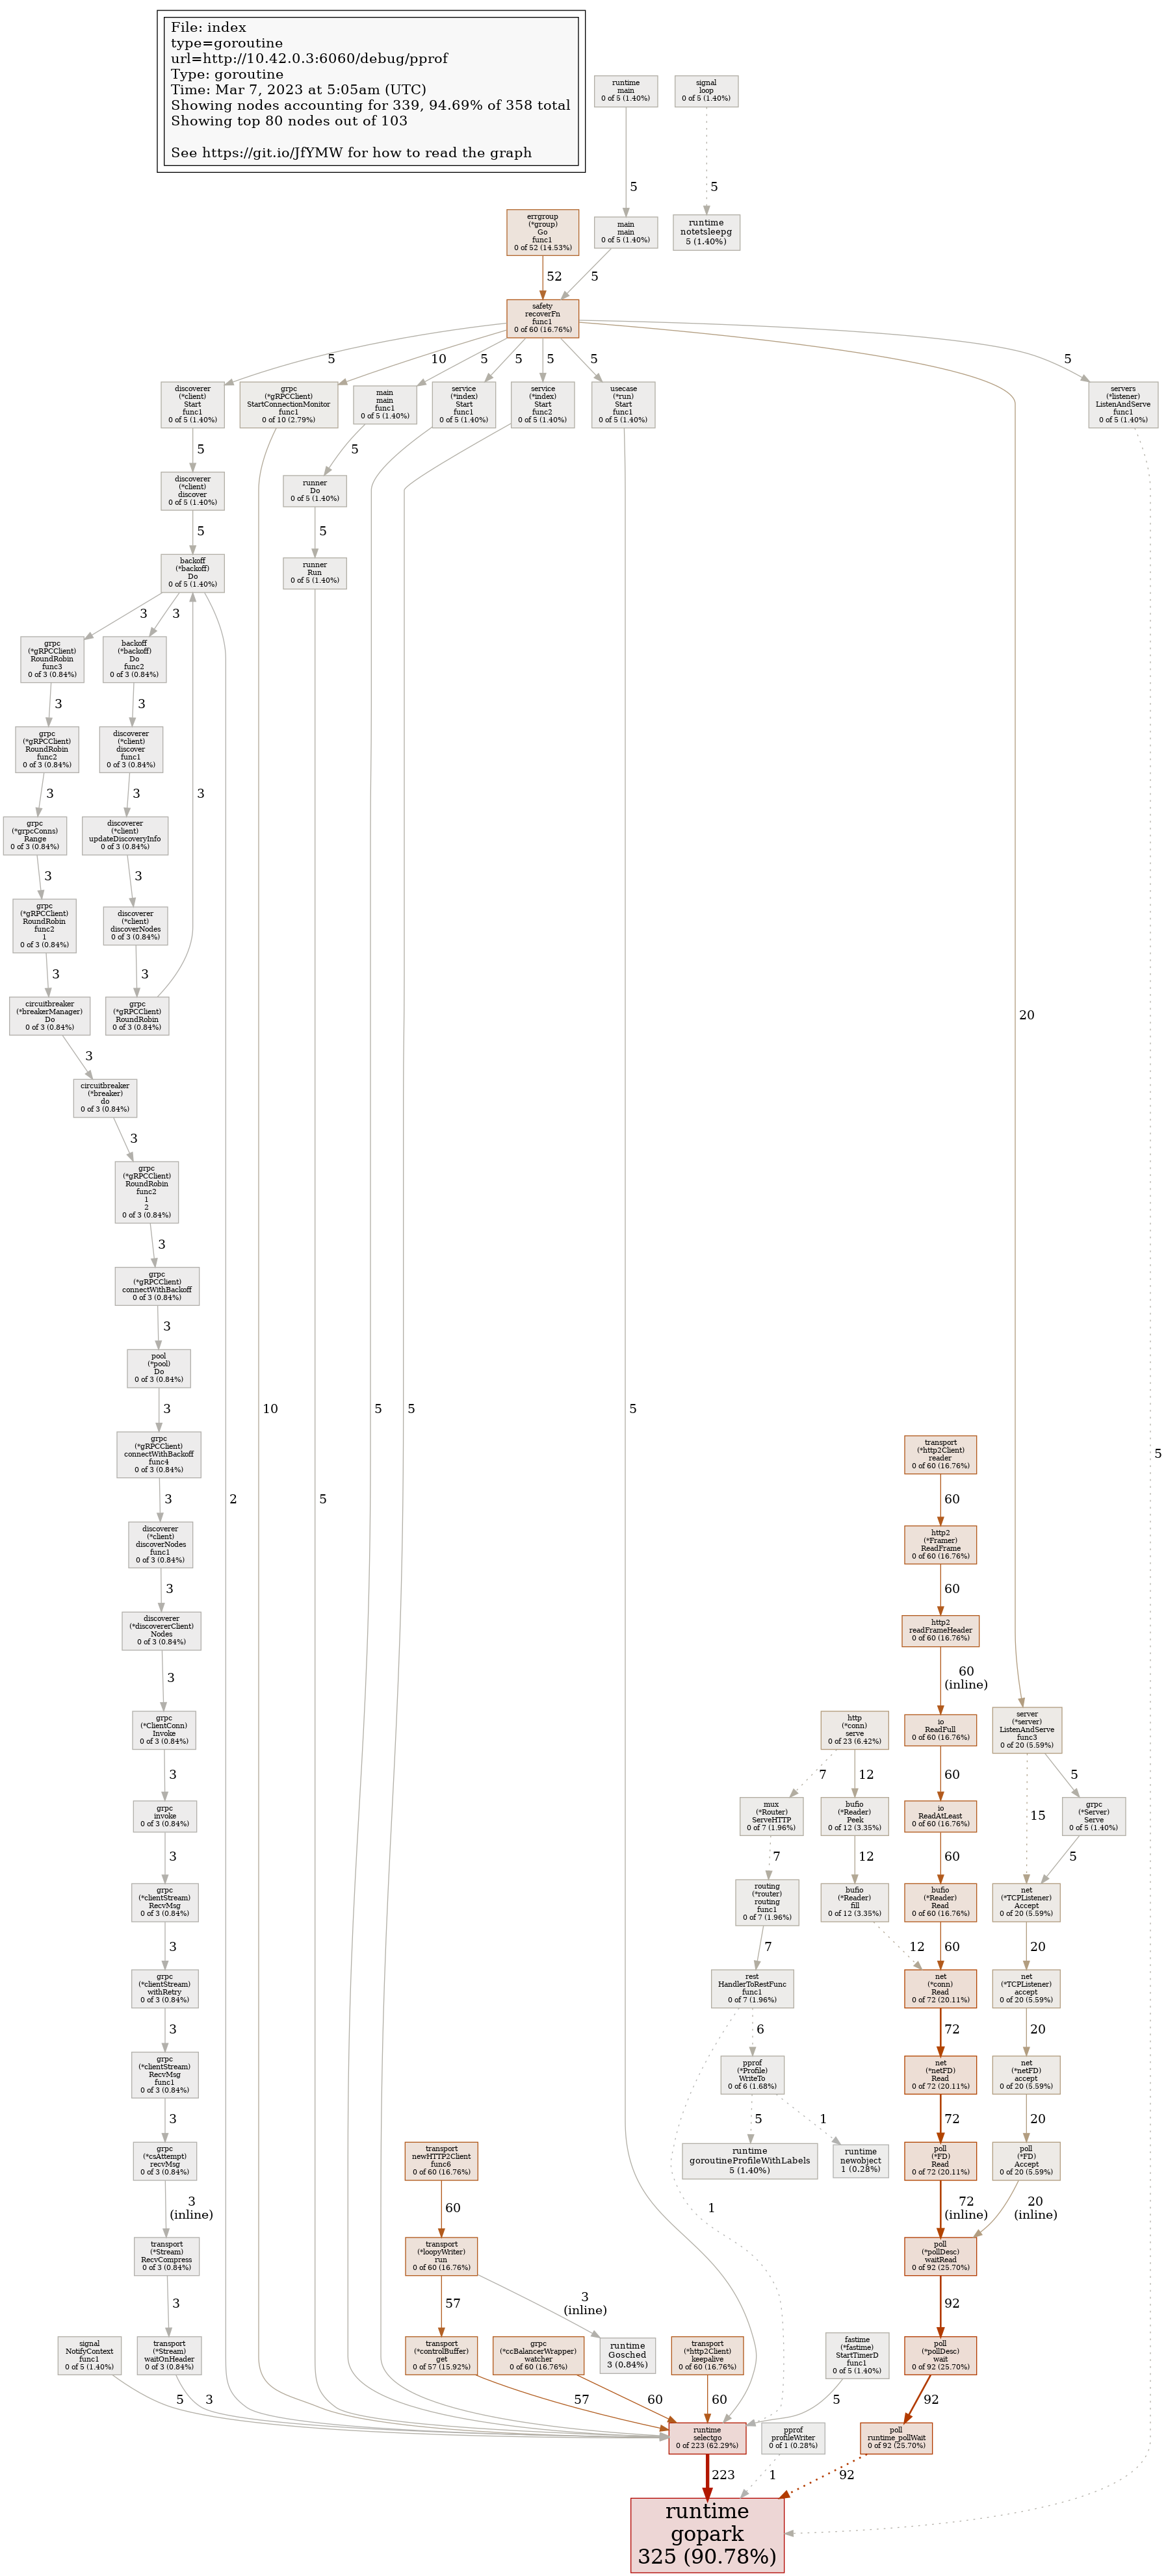 File: index
type=goroutine
url=http://10.42.0.3:6060/debug/pprof
Type: goroutine
Time: Mar 7, 2023 at 5:05am (UTC)
Showing nodes accounting for 339, 94.69% of 358 total
Showing top 80 nodes out of 103
See https://git.io/JfYMW for how to read the graph
runtime
main
0 of 5 (1.40%)
signal
loop
0 of 5 (1.40%)
5
5
errgroup
(*group)
Go
func1
0 of 52 (14.53%)
main
main
0 of 5 (1.40%)
runtime
notetsleepg
5 (1.40%)
52
5
safety
recoverFn
func1
0 of 60 (16.76%)
5
10
5
5
5
5
5
discoverer
(*client)
Start
func1
0 of 5 (1.40%)
grpc
(*gRPCClient)
StartConnectionMonitor
func1
0 of 10 (2.79%)
main
main
func1
0 of 5 (1.40%)
service
(*index)
Start
func1
0 of 5 (1.40%)
service
(*index)
Start
func2
0 of 5 (1.40%)
usecase
(*run)
Start
func1
0 of 5 (1.40%)
servers
(*listener)
ListenAndServe
func1
0 of 5 (1.40%)
5
5
discoverer
(*client)
discover
0 of 5 (1.40%)
runner
Do
0 of 5 (1.40%)
5
5
backoff
(*backoff)
Do
0 of 5 (1.40%)
runner
Run
0 of 5 (1.40%)
3
3
grpc
(*gRPCClient)
RoundRobin
func3
0 of 3 (0.84%)
backoff
(*backoff)
Do
func2
0 of 3 (0.84%)
3
3
grpc
(*gRPCClient)
RoundRobin
func2
0 of 3 (0.84%)
discoverer
(*client)
discover
func1
0 of 3 (0.84%)
3
3
3
grpc
(*grpcConns)
Range
0 of 3 (0.84%)
discoverer
(*client)
updateDiscoveryInfo
0 of 3 (0.84%)
3
3
grpc
(*gRPCClient)
RoundRobin
func2
1
0 of 3 (0.84%)
discoverer
(*client)
discoverNodes
0 of 3 (0.84%)
3
3
circuitbreaker
(*breakerManager)
Do
0 of 3 (0.84%)
grpc
(*gRPCClient)
RoundRobin
0 of 3 (0.84%)
20
3
circuitbreaker
(*breaker)
do
0 of 3 (0.84%)
3
grpc
(*gRPCClient)
RoundRobin
func2
1
2
0 of 3 (0.84%)
3
grpc
(*gRPCClient)
connectWithBackoff
0 of 3 (0.84%)
3
pool
(*pool)
Do
0 of 3 (0.84%)
3
10
5
5
5
grpc
(*gRPCClient)
connectWithBackoff
func4
0 of 3 (0.84%)
transport
(*http2Client)
reader
0 of 60 (16.76%)
5
3
2
5
60
discoverer
(*client)
discoverNodes
func1
0 of 3 (0.84%)
http2
(*Framer)
ReadFrame
0 of 60 (16.76%)
3
60
discoverer
(*discovererClient)
Nodes
0 of 3 (0.84%)
http2
readFrameHeader
0 of 60 (16.76%)
3
60
(inline)
grpc
(*ClientConn)
Invoke
0 of 3 (0.84%)
http
(*conn)
serve
0 of 23 (6.42%)
io
ReadFull
0 of 60 (16.76%)
server
(*server)
ListenAndServe
func3
0 of 20 (5.59%)
3
7
12
60
5
grpc
invoke
0 of 3 (0.84%)
mux
(*Router)
ServeHTTP
0 of 7 (1.96%)
bufio
(*Reader)
Peek
0 of 12 (3.35%)
io
ReadAtLeast
0 of 60 (16.76%)
15
grpc
(*Server)
Serve
0 of 5 (1.40%)
3
7
12
60
5
grpc
(*clientStream)
RecvMsg
0 of 3 (0.84%)
routing
(*router)
routing
func1
0 of 7 (1.96%)
bufio
(*Reader)
fill
0 of 12 (3.35%)
bufio
(*Reader)
Read
0 of 60 (16.76%)
net
(*TCPListener)
Accept
0 of 20 (5.59%)
3
7
12
60
20
grpc
(*clientStream)
withRetry
0 of 3 (0.84%)
rest
HandlerToRestFunc
func1
0 of 7 (1.96%)
net
(*conn)
Read
0 of 72 (20.11%)
net
(*TCPListener)
accept
0 of 20 (5.59%)
3
6
72
20
grpc
(*clientStream)
RecvMsg
func1
0 of 3 (0.84%)
pprof
(*Profile)
WriteTo
0 of 6 (1.68%)
net
(*netFD)
Read
0 of 72 (20.11%)
net
(*netFD)
accept
0 of 20 (5.59%)
3
5
1
72
20
grpc
(*csAttempt)
recvMsg
0 of 3 (0.84%)
transport
newHTTP2Client
func6
0 of 60 (16.76%)
runtime
goroutineProfileWithLabels
5 (1.40%)
runtime
newobject
1 (0.28%)
poll
(*FD)
Read
0 of 72 (20.11%)
poll
(*FD)
Accept
0 of 20 (5.59%)
3
(inline)
60
1
72
(inline)
20
(inline)
transport
(*Stream)
RecvCompress
0 of 3 (0.84%)
transport
(*loopyWriter)
run
0 of 60 (16.76%)
poll
(*pollDesc)
waitRead
0 of 92 (25.70%)
3
57
3
(inline)
92
signal
NotifyContext
func1
0 of 5 (1.40%)
transport
(*Stream)
waitOnHeader
0 of 3 (0.84%)
transport
(*controlBuffer)
get
0 of 57 (15.92%)
grpc
(*ccBalancerWrapper)
watcher
0 of 60 (16.76%)
runtime
Gosched
3 (0.84%)
transport
(*http2Client)
keepalive
0 of 60 (16.76%)
fastime
(*fastime)
StartTimerD
func1
0 of 5 (1.40%)
poll
(*pollDesc)
wait
0 of 92 (25.70%)
5
3
57
60
60
5
92
runtime
selectgo
0 of 223 (62.29%)
pprof
profileWriter
0 of 1 (0.28%)
poll
runtime_pollWait
0 of 92 (25.70%)
223
1
92
runtime
gopark
325 (90.78%)